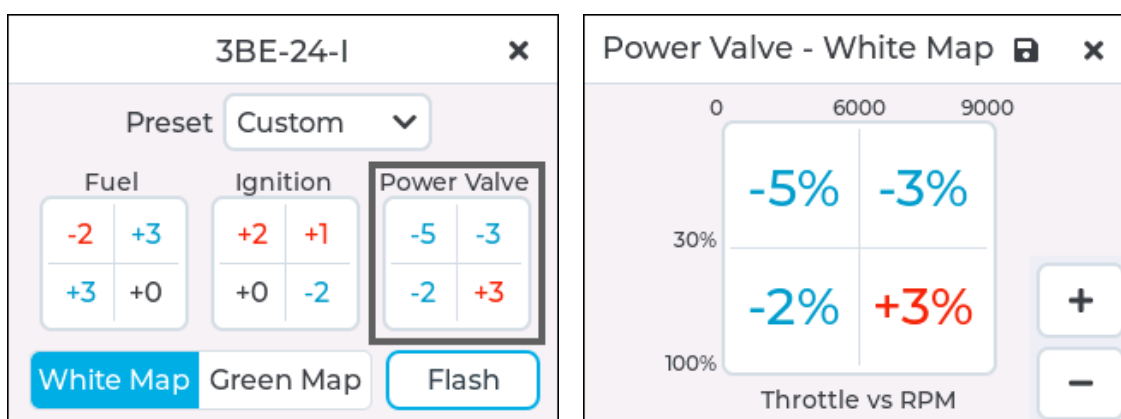 3BE-24-I
Preset Custom
Fuel Ignition Power Valve
-2 +3 +2 +1 -5 -3
+3 +0 +0 -2 -2 +3
White Map Green Map Flash
Power Valve - White Map
0 6000 9000
-5% -3%
30%
-2% +3%
100%
Throttle vs RPM
+
−